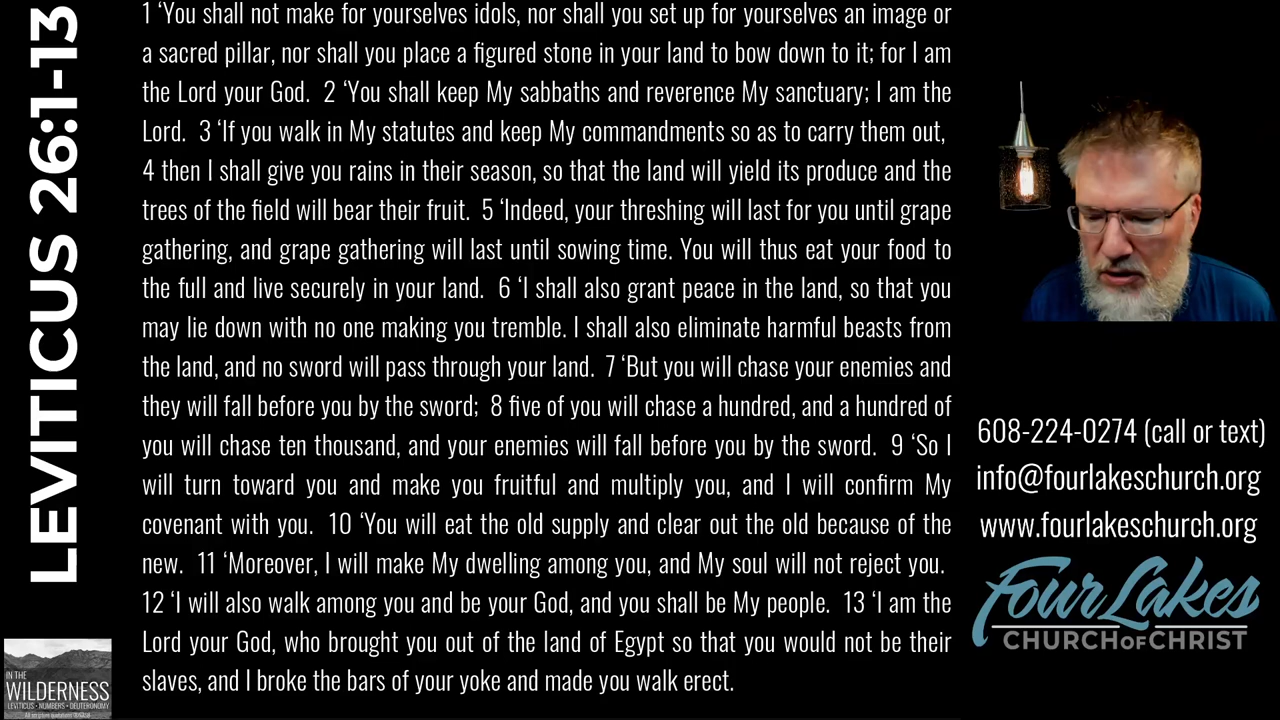 LEVITICUS 26:1-13
1 ‘You shall not make for yourselves idols, nor shall you set up for yourselves an image or
a sacred pillar, nor shall you place a figured stone in your land to bow down to it; for I am
the Lord your God. 2 ‘You shall keep My sabbaths and reverence My sanctuary; I am the
Lord. 3 ‘If you walk in My statutes and keep My commandments so as to carry them out,
4 then I shall give you rains in their season, so that the land will yield its produce and the
trees of the field will bear their fruit. 5 ‘Indeed, your threshing will last for you until grape
gathering, and grape gathering will last until sowing time. You will thus eat your food to
the full and live securely in your land. 6 ‘I shall also grant peace in the land, so that you
may lie down with no one making you tremble. I shall also eliminate harmful beasts from
the land, and no sword will pass through your land. 7 ‘But you will chase your enemies and
they will fall before you by the sword; 8 five of you will chase a hundred, and a hundred of
you will chase ten thousand, and your enemies will fall before you by the sword. 9 ‘So I
will turn toward you and make you fruitful and multiply you, and I will confirm My
covenant with you. 10 ‘You will eat the old supply and clear out the old because of the
new. 11 ‘Moreover, I will make My dwelling among you, and My soul will not reject you.
12 ‘I will also walk among you and be your God, and you shall be My people. 13 ‘I am the
Lord your God, who brought you out of the land of Egypt so that you would not be their
slaves, and I broke the bars of your yoke and made you walk erect.
608-224-0274 (call or text)
info@fourlakeschurch.org
www.fourlakeschurch.org
Four Lakes
CHURCH OF CHRIST
IN THE
WILDERNESS
LEVITICUS • NUMBERS • DEUTERONOMY